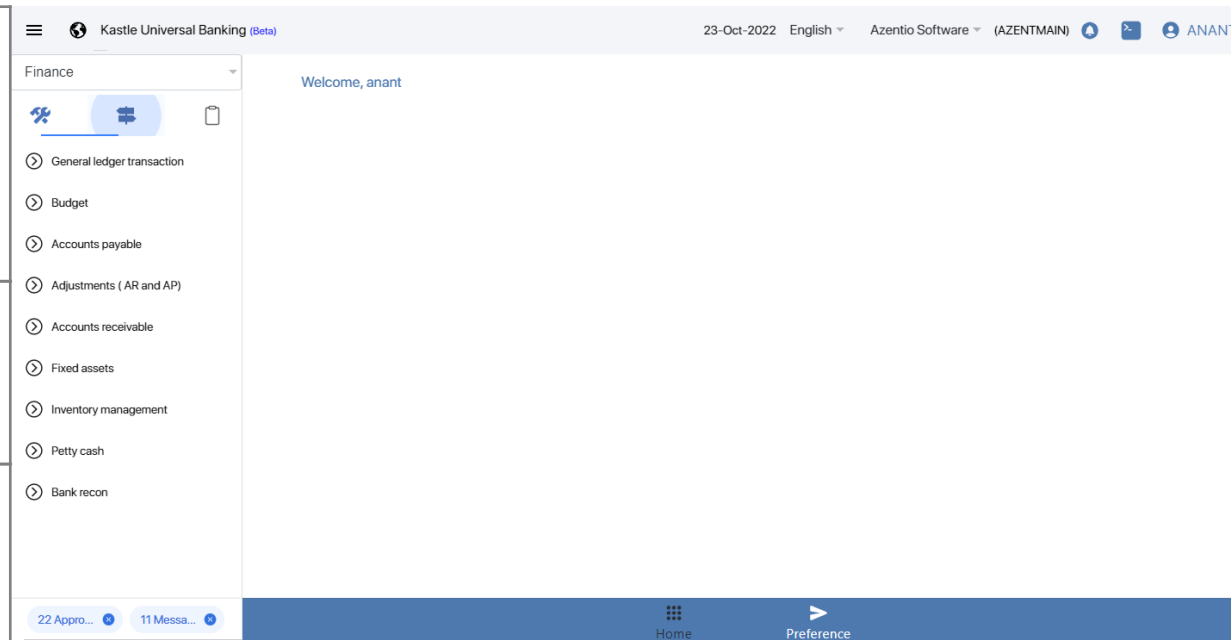 Kastle Universal Banking (Beta)
23-Oct-2022 English Azentio Software (AZENTMAIN) ANANT
Finance
Welcome, anant
General ledger transaction
Budget
Accounts payable
Adjustments ( AR and AP)
Accounts receivable
Fixed assets
Inventory management
Petty cash
Bank recon
22 Appro... 11 Messa...
Home Preference